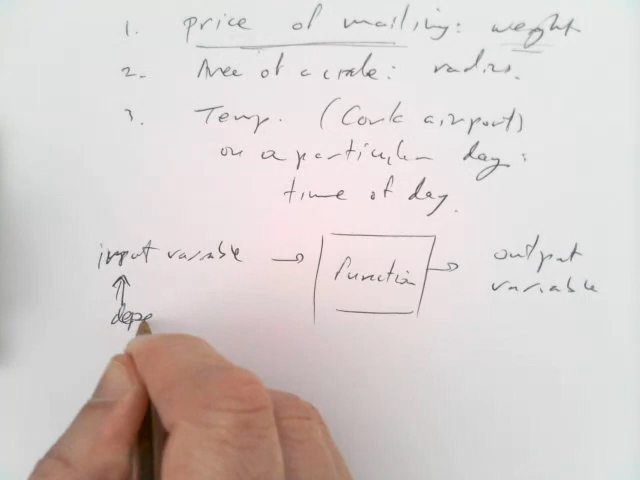 1. price of mailing: weight
2. Area of a circle: radius.
3. Temp. (Cork airport)
on a particular day:
time of day.
input variable → Function → output
variable
depe